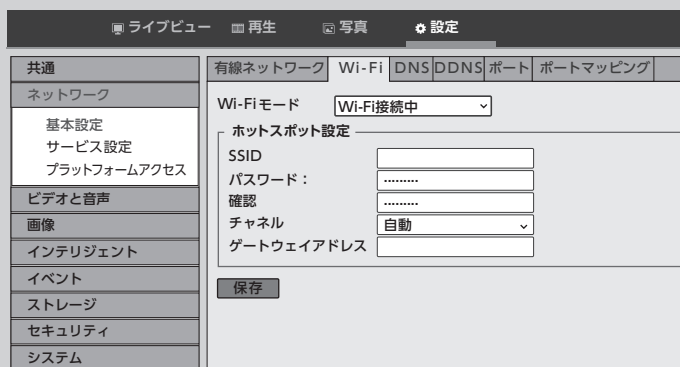 ライブビュー 再生 写真 設定
共通
ネットワーク
基本設定
サービス設定
プラットフォームアクセス
ビデオと音声
画像
インテリジェント
イベント
ストレージ
セキュリティ
システム
有線ネットワーク Wi-Fi DNS DDNS ポート ポートマッピング
Wi-Fiモード Wi-Fi接続中
ホットスポット設定
SSID
パスワード： ·········
確認 ·········
チャネル 自動
ゲートウェイアドレス
保存